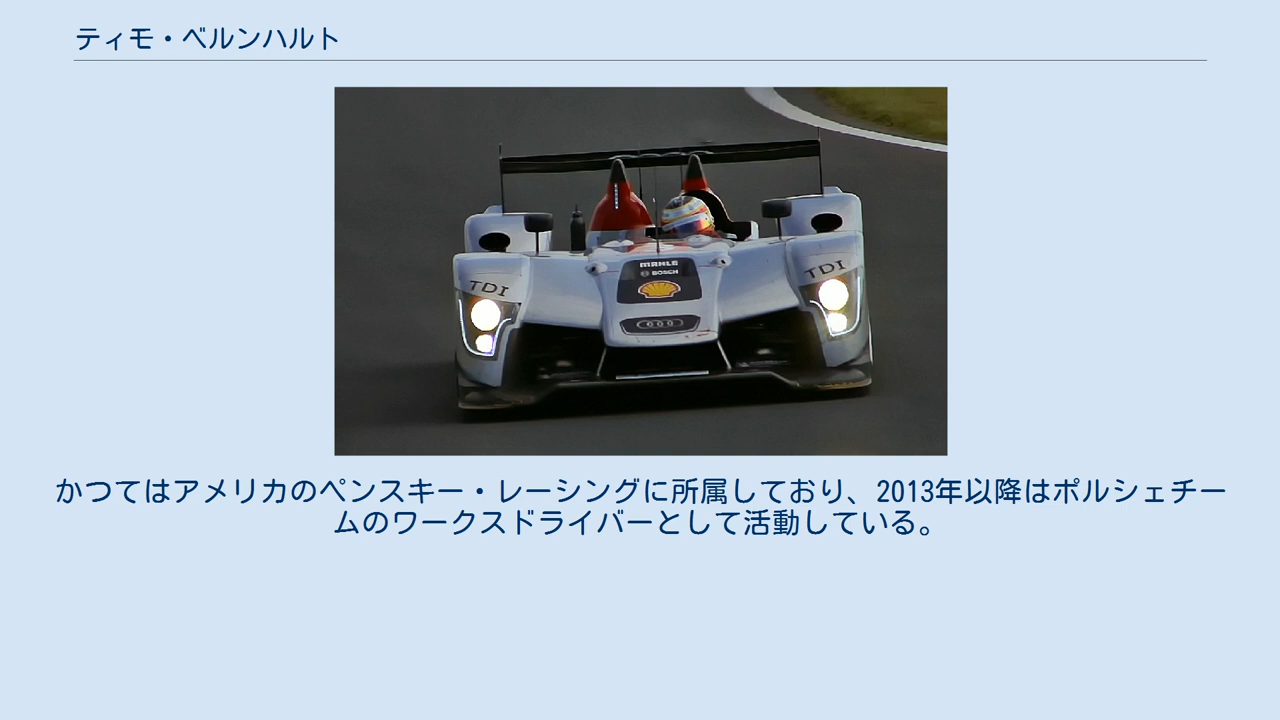 ティモ・ベルンハルト
TDI
TDI
MAHLE
BOSCH
かつてはアメリカのペンスキー・レーシングに所属しており、2013年以降はポルシェチー
ムのワークスドライバーとして活動している。